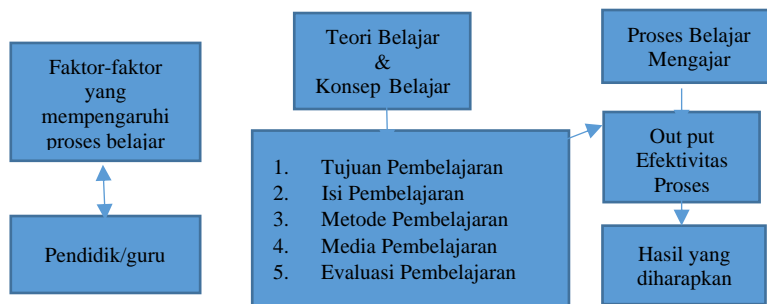 Faktor-faktor
yang
mempengaruhi
proses belajar
Pendidik/guru
Teori Belajar
&
Konsep Belajar
1. Tujuan Pembelajaran
2. Isi Pembelajaran
3. Metode Pembelajaran
4. Media Pembelajaran
5. Evaluasi Pembelajaran
Proses Belajar
Mengajar
Out put
Efektivitas
Proses
Hasil yang
diharapkan